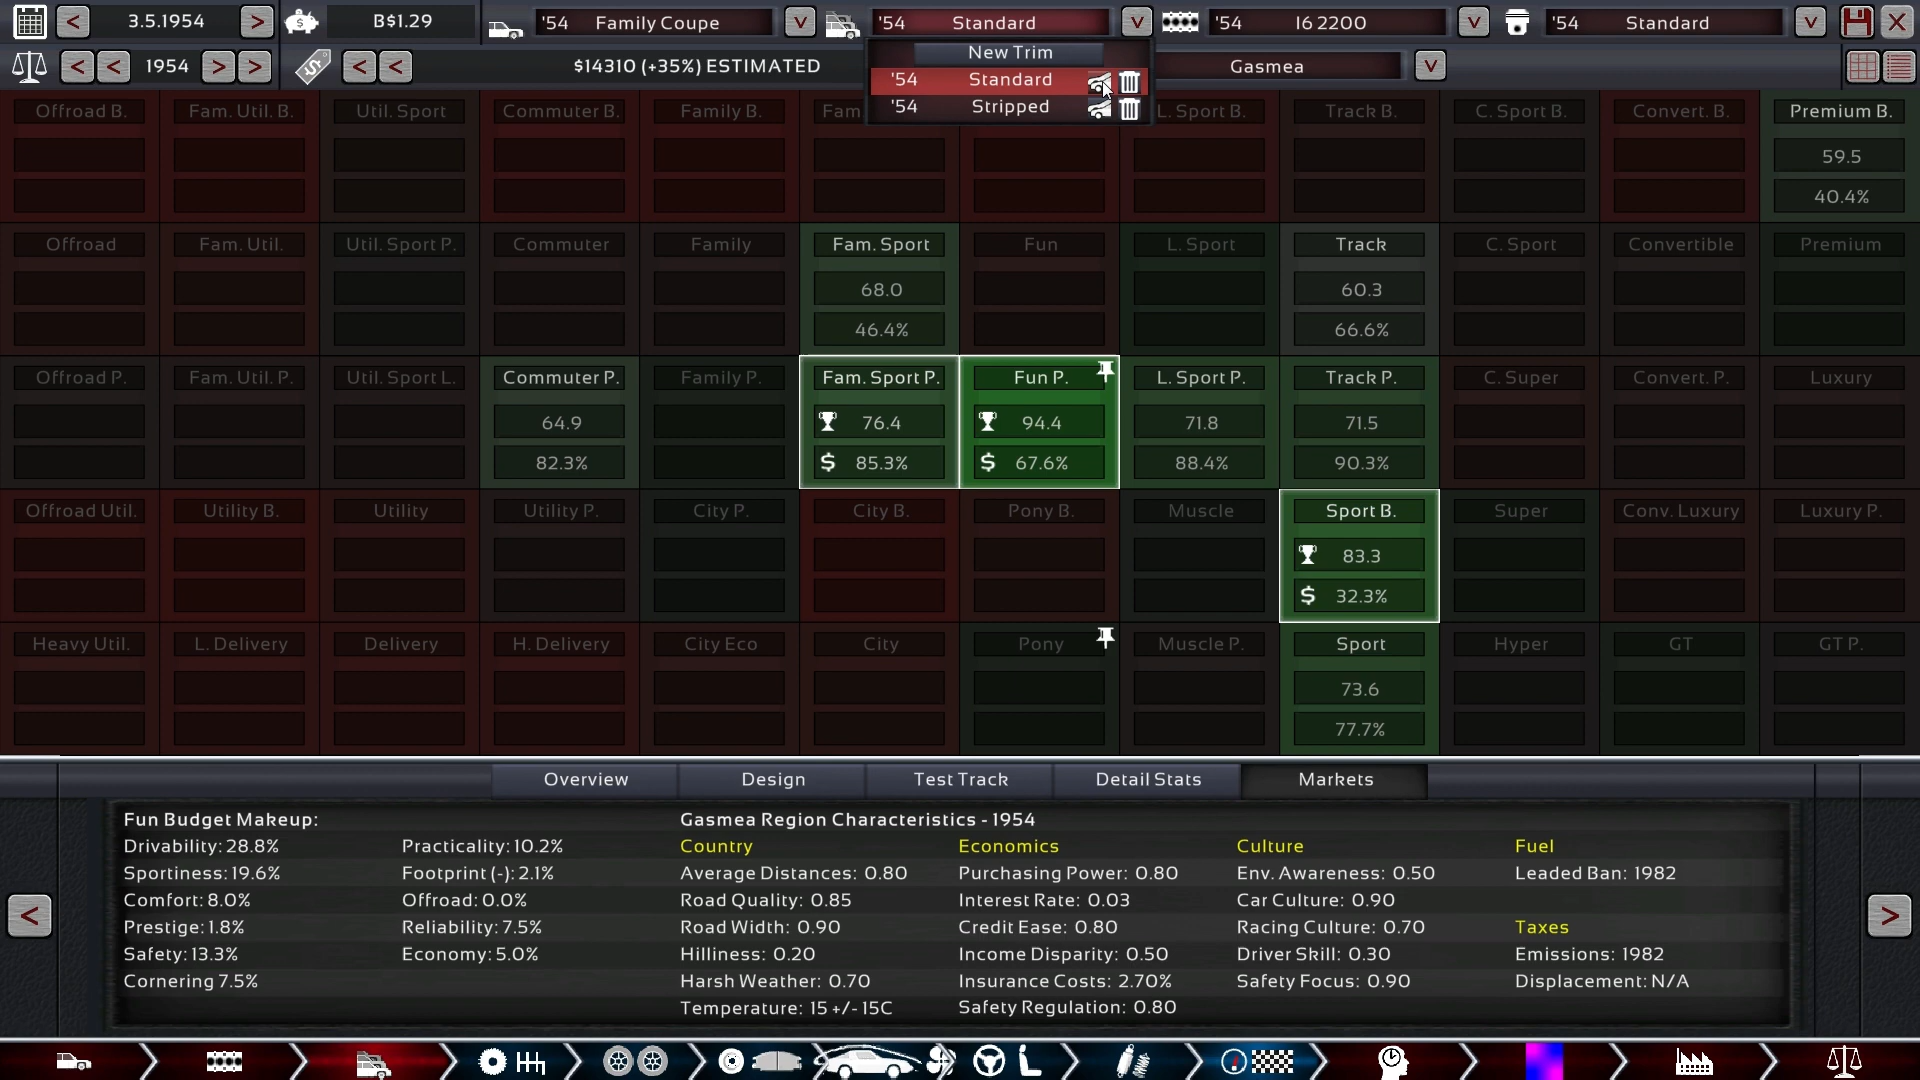 3.5.1954
B$1.29
'54 Family Coupe
'54 Standard
'54 I6 2200
'54 Standard
1954
$14310 (+35%) ESTIMATED
Gasmea
New Trim
'54 Standard
'54 Stripped
Offroad B. Fam. Util. B. Util. Sport Commuter B. Family B. Fam L. Sport B. Track B. C. Sport B. Convert. B. Premium B.
59.5
40.4%
Offroad Fam. Util. Util. Sport P. Commuter Family Fam. Sport Fun L. Sport Track C. Sport Convertible Premium
68.0 60.3
46.4% 66.6%
Offroad P. Fam. Util. P. Util. Sport L. Commuter P. Family P. Fam. Sport P. Fun P. L. Sport P. Track P. C. Super Convert. P. Luxury
64.9 76.4 94.4 71.8 71.5
82.3% $ 85.3% $ 67.6% 88.4% 90.3%
Offroad Util. Utility B. Utility Utility P. City P. City B. Pony B. Muscle Sport B. Super Conv. Luxury Luxury P.
83.3
$ 32.3%
Heavy Util. L. Delivery Delivery H. Delivery City Eco City Pony Muscle P. Sport Hyper GT GT P.
73.6
77.7%
Overview Design Test Track Detail Stats Markets
Fun Budget Makeup:
Drivability: 28.8% Practicality: 10.2%
Sportiness: 19.6% Footprint (-): 2.1%
Comfort: 8.0% Offroad: 0.0%
Prestige: 1.8% Reliability: 7.5%
Safety: 13.3% Economy: 5.0%
Cornering 7.5%
Gasmea Region Characteristics - 1954
Country Economics Culture Fuel
Average Distances: 0.80 Purchasing Power: 0.80 Env. Awareness: 0.50 Leaded Ban: 1982
Road Quality: 0.85 Interest Rate: 0.03 Car Culture: 0.90
Road Width: 0.90 Credit Ease: 0.80 Racing Culture: 0.70 Taxes
Hilliness: 0.20 Income Disparity: 0.50 Driver Skill: 0.30 Emissions: 1982
Harsh Weather: 0.70 Insurance Costs: 2.70% Safety Focus: 0.90 Displacement: N/A
Temperature: 15 +/- 15C Safety Regulation: 0.80